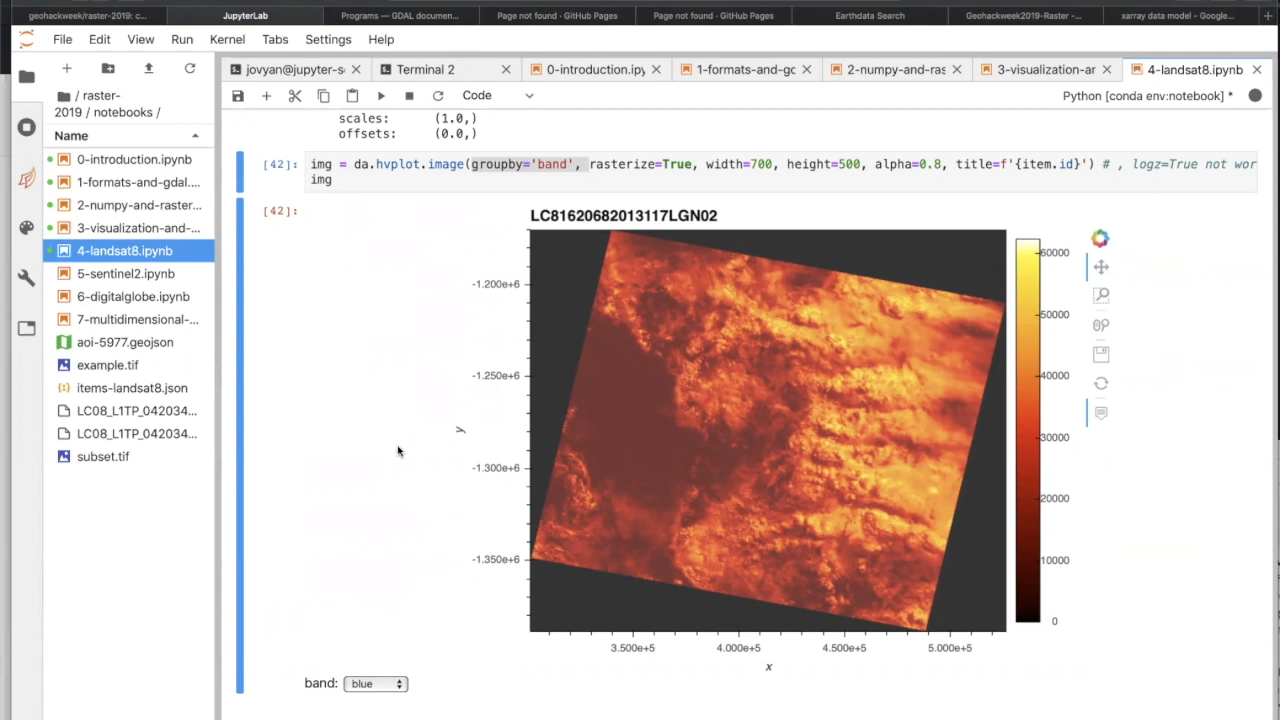 geohackweek/raster-2019: c... JupyterLab Programs — GDAL documen... Page not found · GitHub Pages Page not found · GitHub Pages Earthdata Search Geohackweek2019-Raster -... xarray data model - Google... +
File Edit View Run Kernel Tabs Settings Help
jovyan@jupyter-s Terminal 2 0-introduction.ipy 1-formats-and-gc 2-numpy-and-ras 3-visualization-ar 4-landsat8.ipynb
Code
Python [conda env:notebook] *
/ raster-
2019 / notebooks /
Name
0-introduction.ipynb
1-formats-and-gdal....
2-numpy-and-raster...
3-visualization-and-...
4-landsat8.ipynb
5-sentinel2.ipynb
6-digitalglobe.ipynb
7-multidimensional-...
aoi-5977.geojson
example.tif
items-landsat8.json
LC08_L1TP_042034...
LC08_L1TP_042034...
subset.tif
scales: (1.0,)
offsets: (0.0,)
[42]: img = da.hvplot.image(groupby='band', rasterize=True, width=700, height=500, alpha=0.8, title=f'{item.id}') # , logz=True not wor
img
[42]:
LC81620682013117LGN02
-1.200e+6
-1.250e+6
-1.300e+6
-1.350e+6
y
3.500e+5 4.000e+5 4.500e+5 5.000e+5
x
60000
50000
40000
30000
20000
10000
0
band: blue